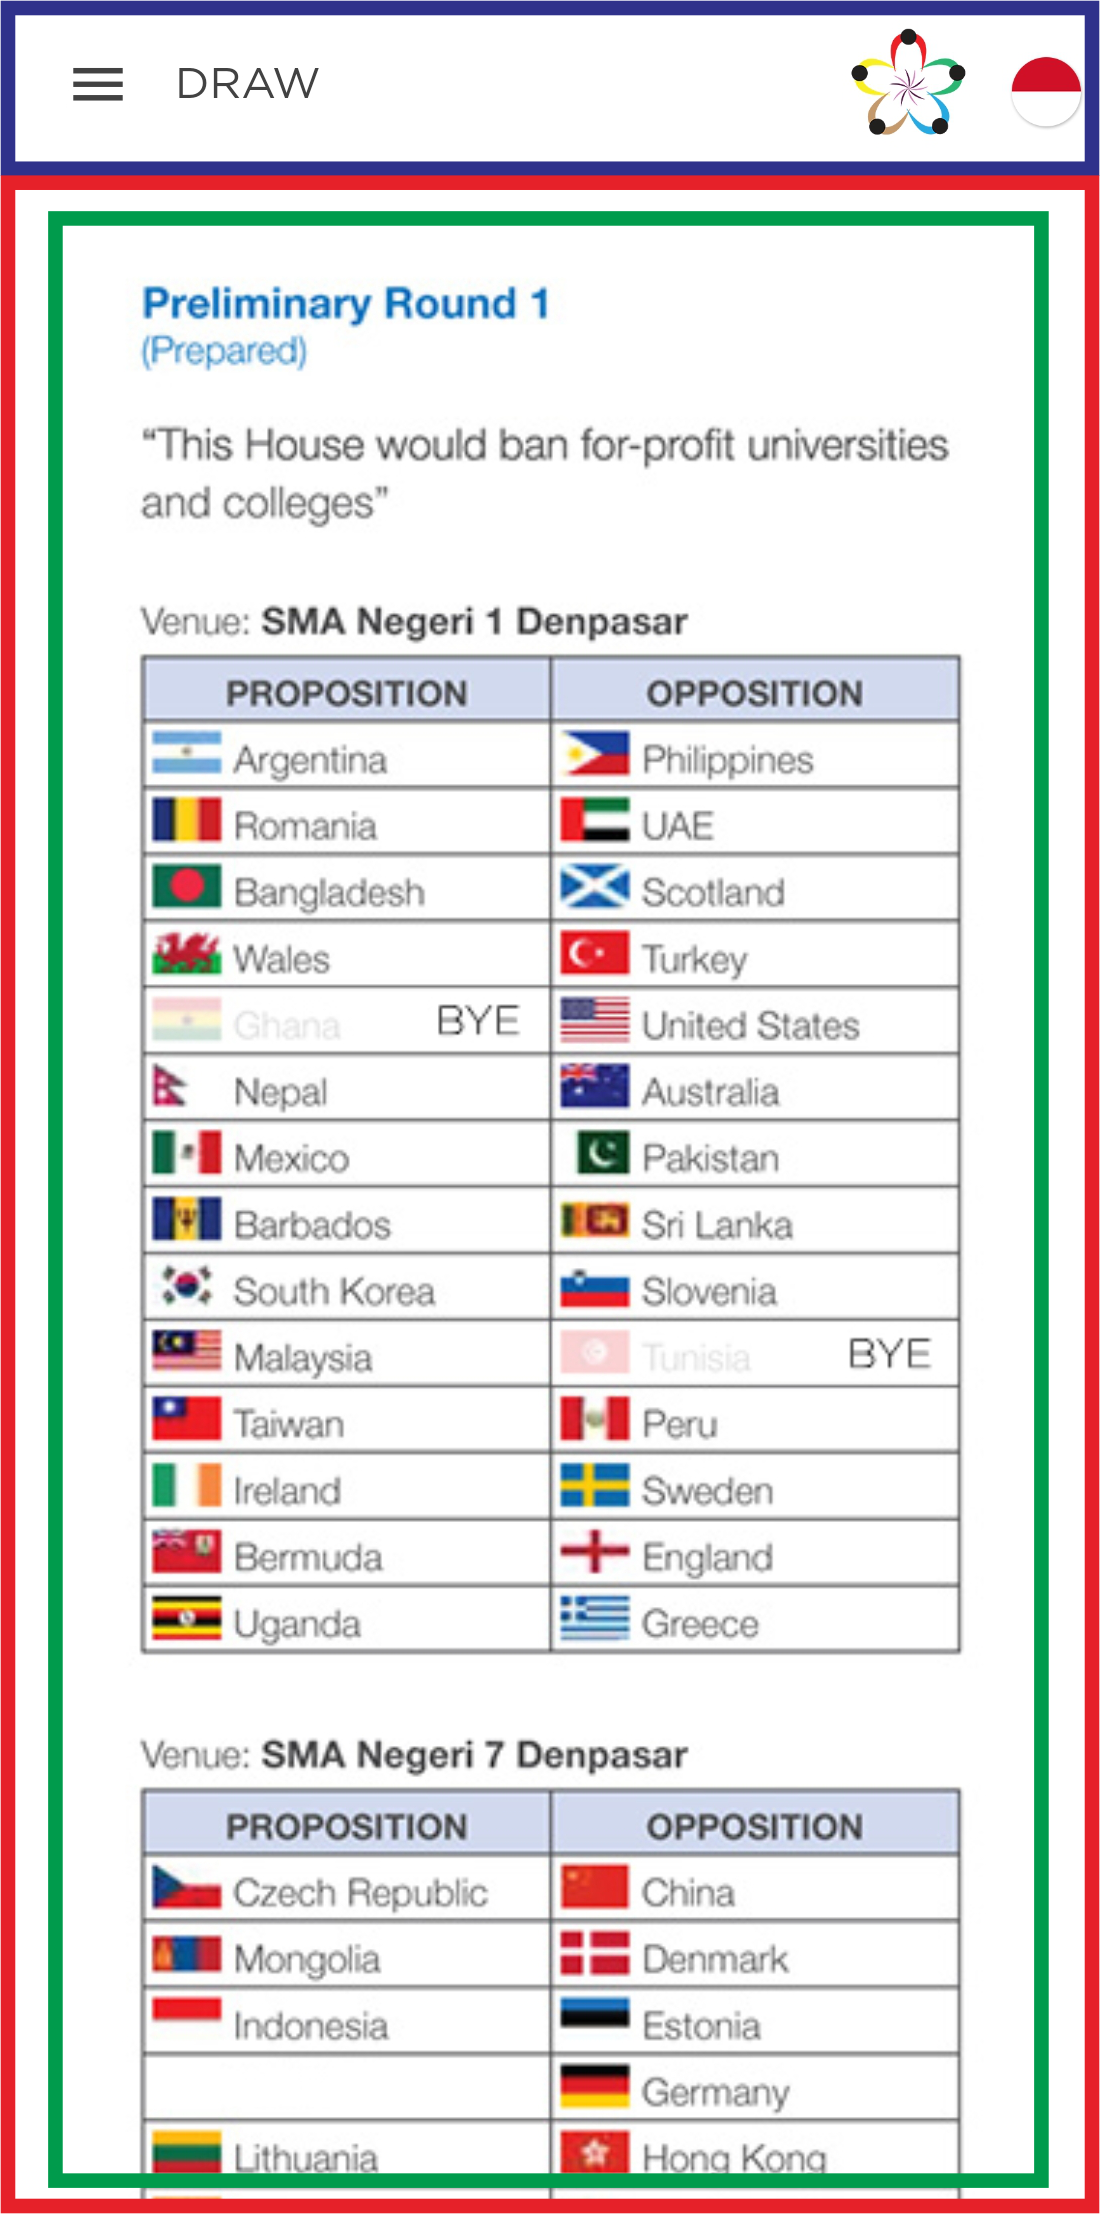 DRAW
Preliminary Round 1
(Prepared)
“This House would ban for-profit universities
and colleges”
Venue: SMA Negeri 1 Denpasar
PROPOSITION OPPOSITION
Argentina Philippines
Romania UAE
Bangladesh Scotland
Wales Turkey
Ghana BYE United States
Nepal Australia
Mexico Pakistan
Barbados Sri Lanka
South Korea Slovenia
Malaysia Tunisia BYE
Taiwan Peru
Ireland Sweden
Bermuda England
Uganda Greece
Venue: SMA Negeri 7 Denpasar
PROPOSITION OPPOSITION
Czech Republic China
Mongolia Denmark
Indonesia Estonia
Germany
Lithuania Hong Kong